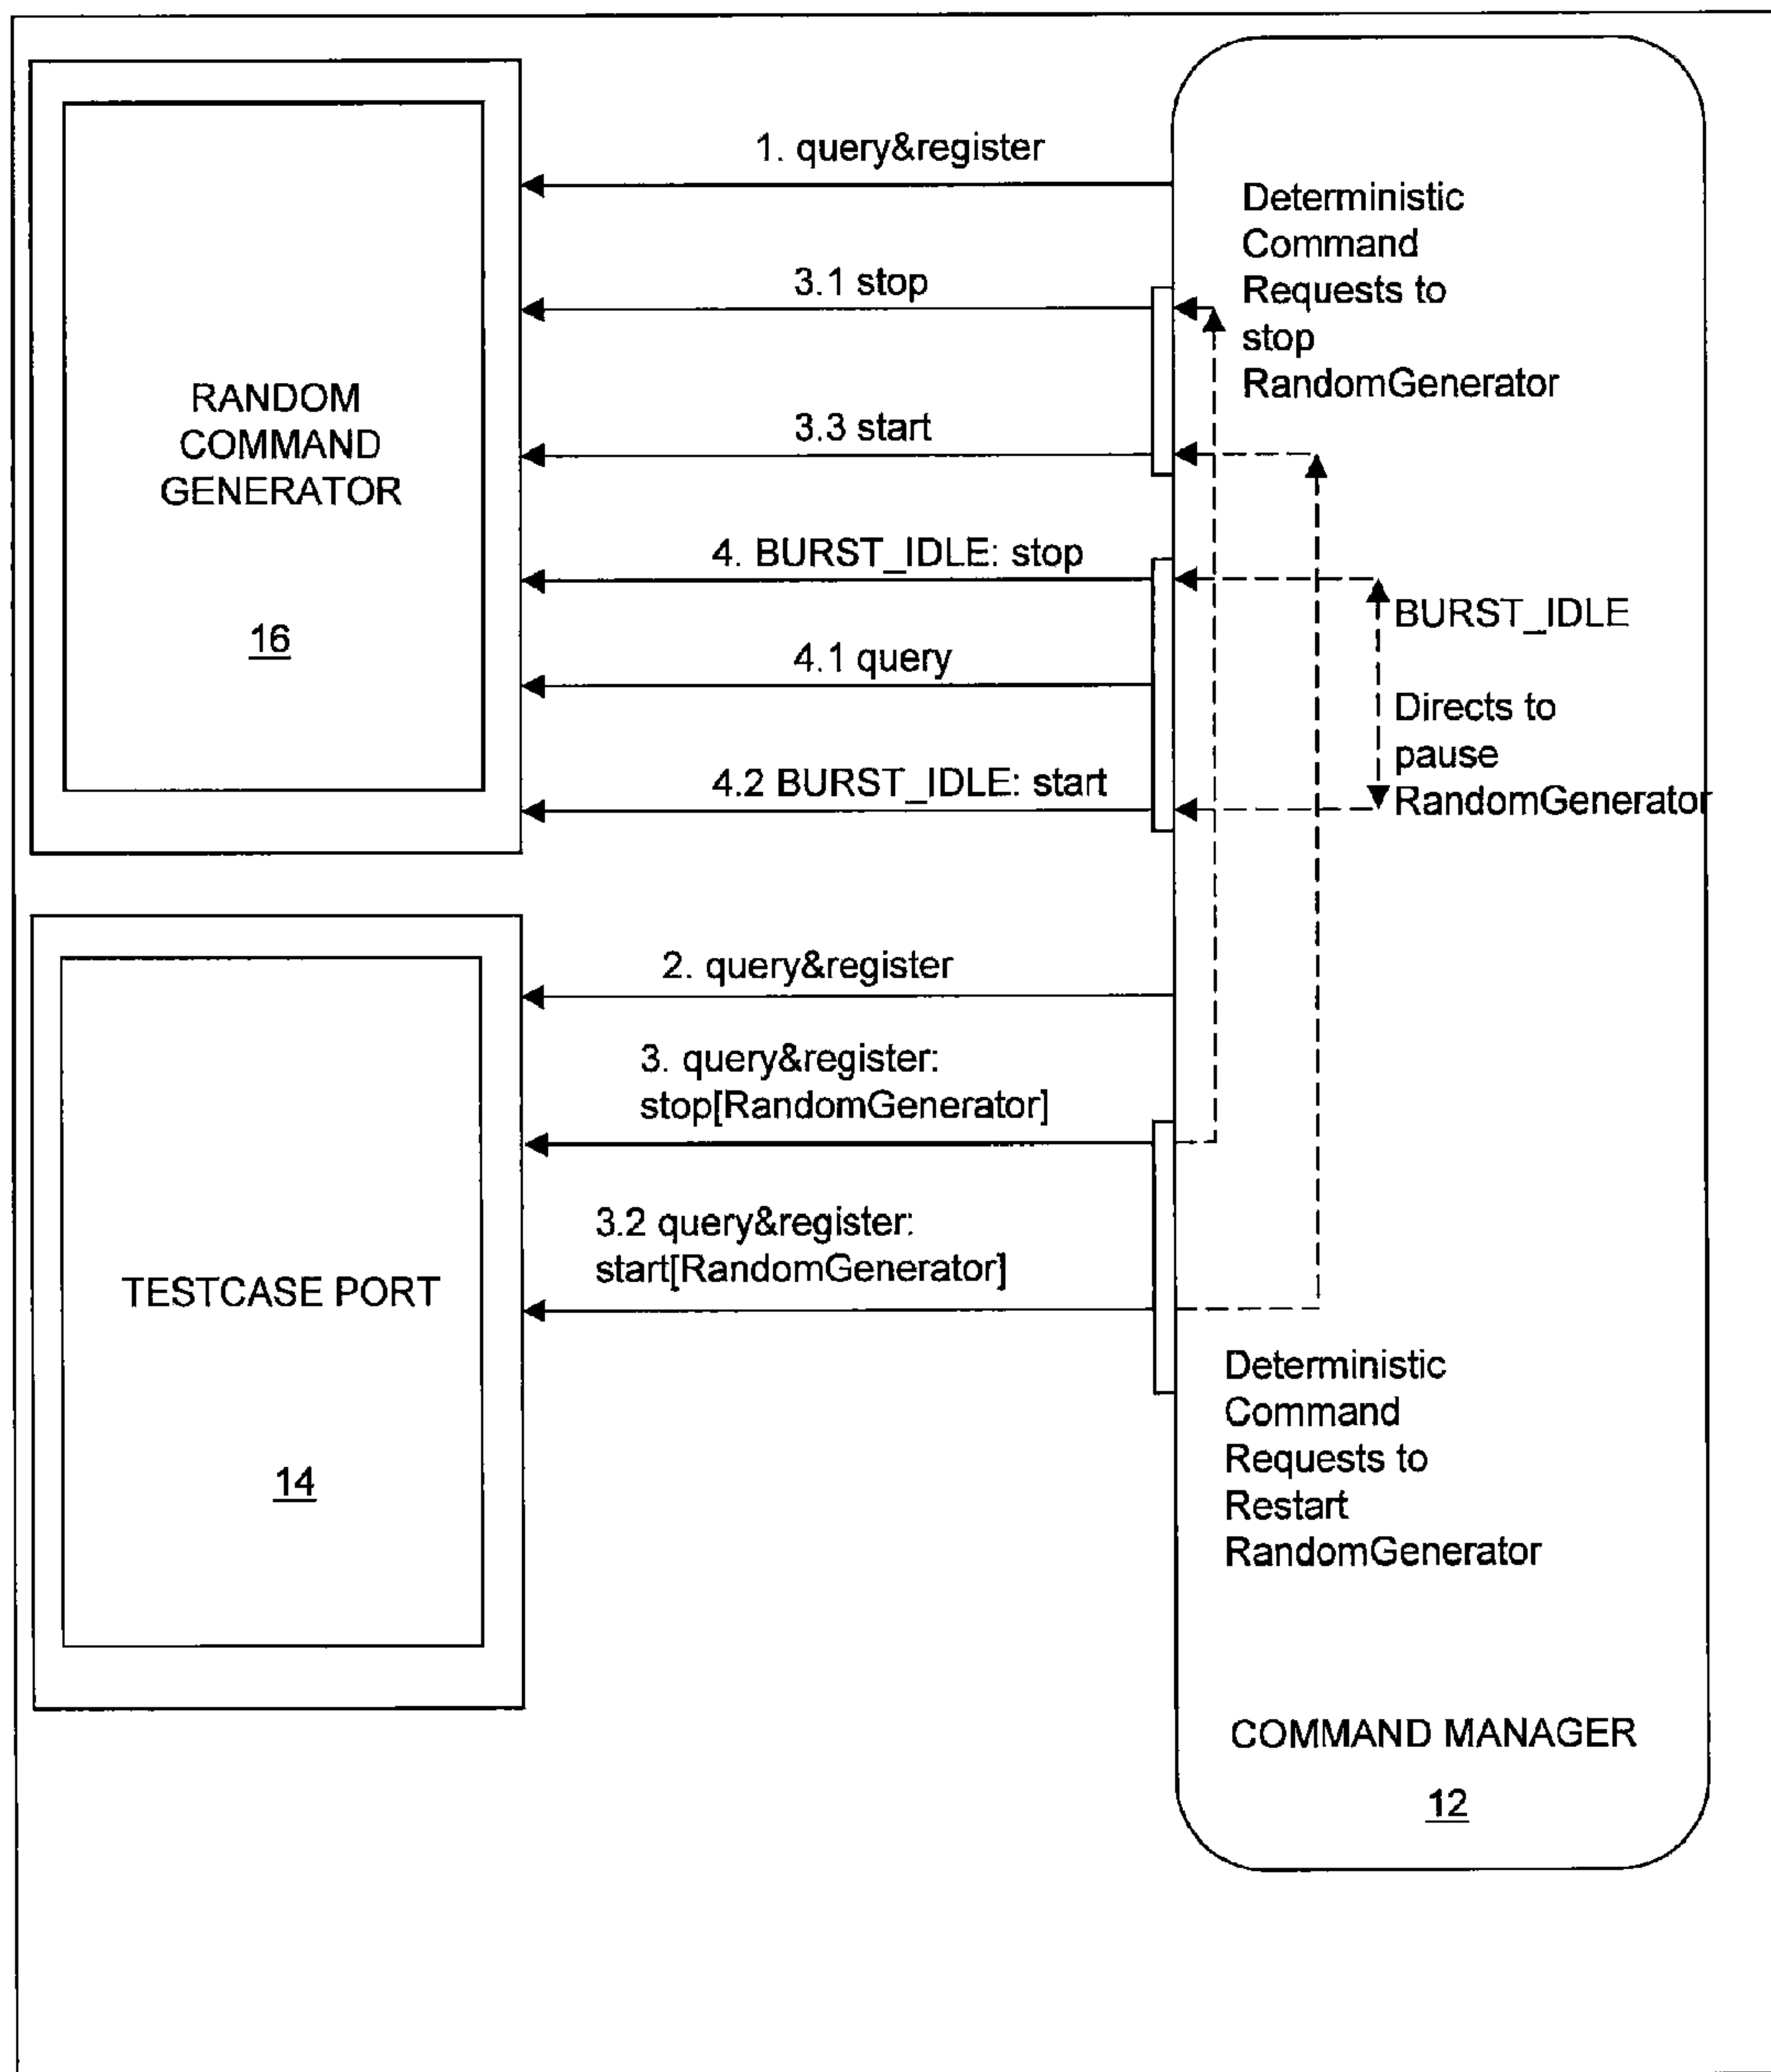 1. query&register
Deterministic
Command
Requests to
stop
RandomGenerator
3.1 stop
3.3 start
RANDOM
COMMAND
GENERATOR
16
4. BURST_IDLE: stop
4.1 query
4.2 BURST_IDLE: start
BURST_IDLE
Directs to
pause
RandomGenerator
2. query&register
3. query&register:
stop[RandomGenerator]
3.2 query&register:
start[RandomGenerator]
TESTCASE PORT
14
Deterministic
Command
Requests to
Restart
RandomGenerator
COMMAND MANAGER
12